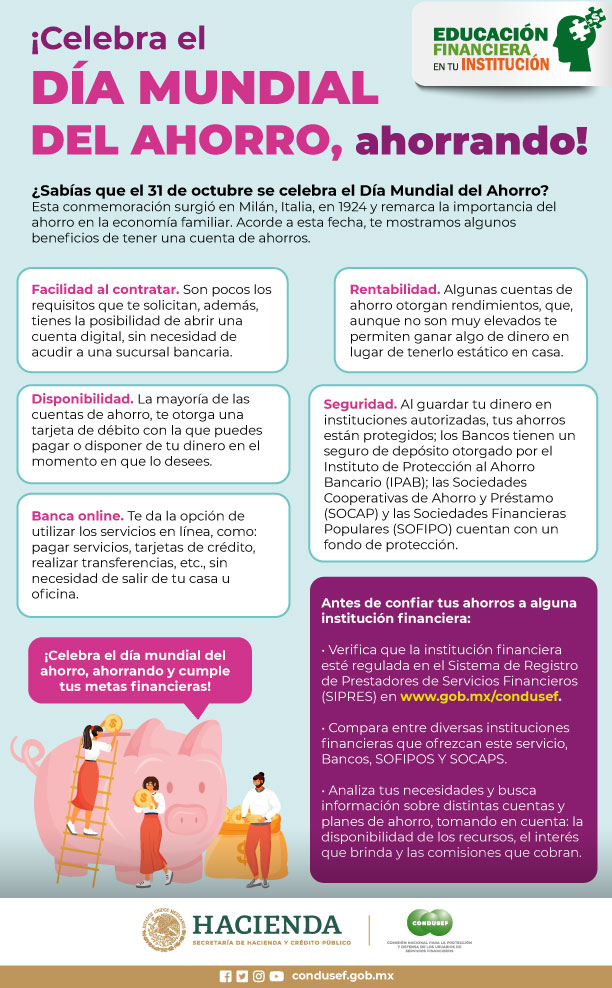 ¡Celebra el
DÍA MUNDIAL
DEL AHORRO, ahorrando!
EDUCACIÓN
FINANCIERA
EN TU INSTITUCIÓN
¿Sabías que el 31 de octubre se celebra el Día Mundial del Ahorro?
Esta conmemoración surgió en Milán, Italia, en 1924 y remarca la importancia del
ahorro en la economía familiar. Acorde a esta fecha, te mostramos algunos
beneficios de tener una cuenta de ahorros.
Facilidad al contratar. Son pocos los
requisitos que te solicitan, además,
tienes la posibilidad de abrir una
cuenta digital, sin necesidad de
acudir a una sucursal bancaria.
Rentabilidad. Algunas cuentas de
ahorro otorgan rendimientos, que,
aunque no son muy elevados te
permiten ganar algo de dinero en
lugar de tenerlo estático en casa.
Disponibilidad. La mayoría de las
cuentas de ahorro, te otorga una
tarjeta de débito con la que puedes
pagar o disponer de tu dinero en el
momento en que lo desees.
Seguridad. Al guardar tu dinero en
instituciones autorizadas, tus ahorros
están protegidos; los Bancos tienen un
seguro de depósito otorgado por el
Instituto de Protección al Ahorro
Bancario (IPAB); las Sociedades
Cooperativas de Ahorro y Préstamo
(SOCAP) y las Sociedades Financieras
Populares (SOFIPO) cuentan con un
fondo de protección.
Banca online. Te da la opción de
utilizar los servicios en línea, como:
pagar servicios, tarjetas de crédito,
realizar transferencias, etc., sin
necesidad de salir de tu casa u
oficina.
Antes de confiar tus ahorros a alguna
institución financiera:
• Verifica que la institución financiera
esté regulada en el Sistema de Registro
de Prestadores de Servicios Financieros
(SIPRES) en www.gob.mx/condusef.
• Compara entre diversas instituciones
financieras que ofrezcan este servicio,
Bancos, SOFIPOS Y SOCAPS.
• Analiza tus necesidades y busca
información sobre distintas cuentas y
planes de ahorro, tomando en cuenta: la
disponibilidad de los recursos, el interés
que brinda y las comisiones que cobran.
¡Celebra el día mundial del
ahorro, ahorrando y cumple
tus metas financieras!
HACIENDA
SECRETARÍA DE HACIENDA Y CRÉDITO PÚBLICO
CONDUSEF
COMISIÓN NACIONAL PARA LA PROTECCIÓN
Y DEFENSA DE LOS USUARIOS DE
SERVICIOS FINANCIEROS
condusef.gob.mx